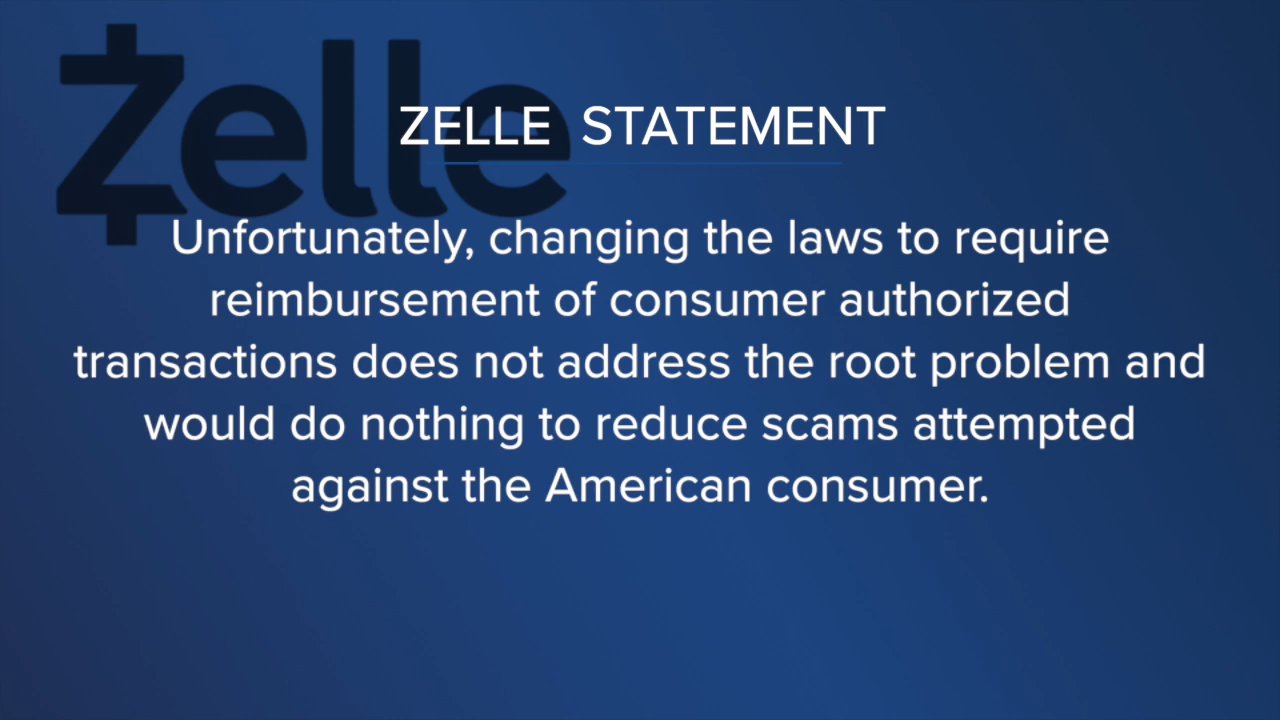 Zelle
ZELLE STATEMENT
Unfortunately, changing the laws to require
reimbursement of consumer authorized
transactions does not address the root problem and
would do nothing to reduce scams attempted
against the American consumer.